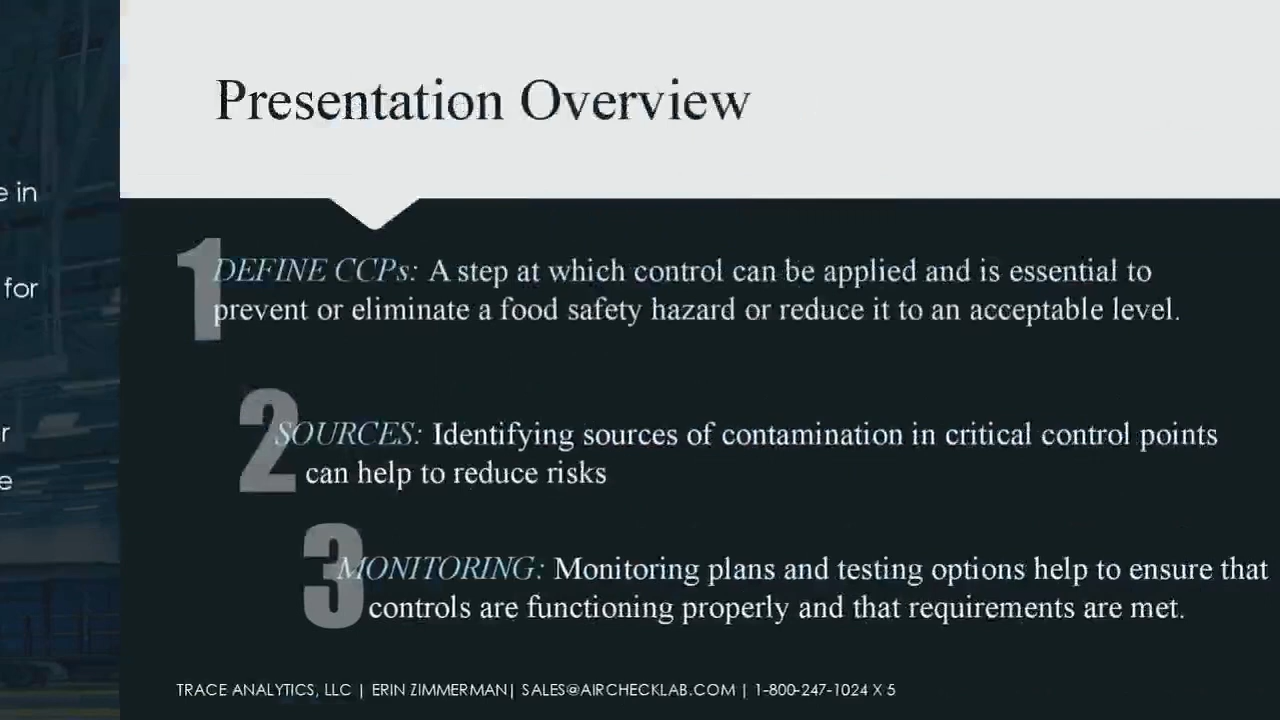 Presentation Overview
e in
for
r
e
1
DEFINE CCPs: A step at which control can be applied and is essential to
prevent or eliminate a food safety hazard or reduce it to an acceptable level.
2
SOURCES: Identifying sources of contamination in critical control points
can help to reduce risks
3
MONITORING: Monitoring plans and testing options help to ensure that
controls are functioning properly and that requirements are met.
TRACE ANALYTICS, LLC | ERIN ZIMMERMAN| SALES@AIRCHECKLAB.COM | 1-800-247-1024 X 5